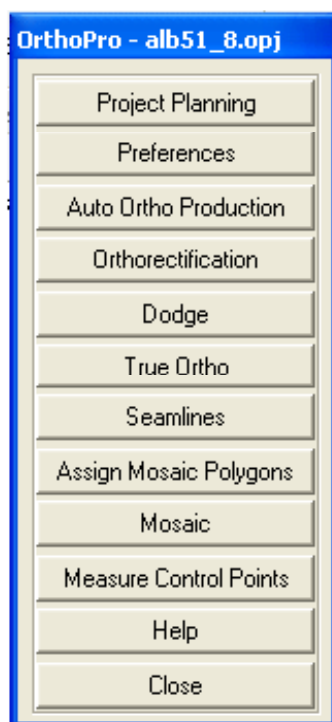 OrthoPro - alb51_8.opj
Project Planning
Preferences
Auto Ortho Production
Orthorectification
Dodge
True Ortho
Seamlines
Assign Mosaic Polygons
Mosaic
Measure Control Points
Help
Close